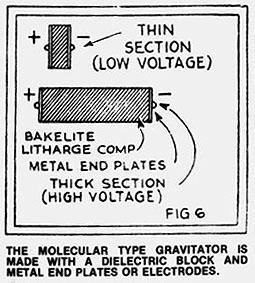 + − THIN
SECTION
(LOW VOLTAGE)
+ −
BAKELITE
LITHARGE COMP
METAL END PLATES
THICK SECTION
(HIGH VOLTAGE)
FIG 6
THE MOLECULAR TYPE GRAVITATOR IS
MADE WITH A DIELECTRIC BLOCK AND
METAL END PLATES OR ELECTRODES.